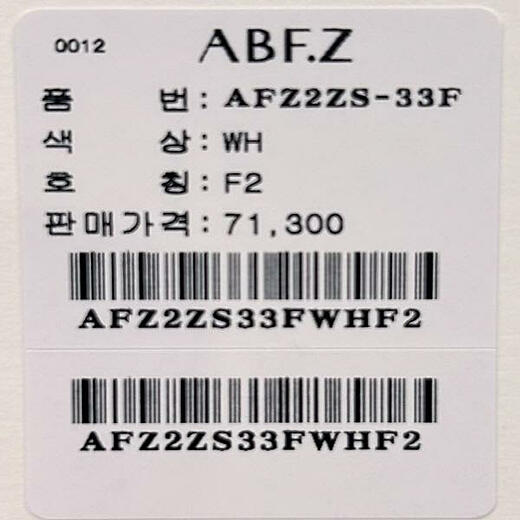 0012 ABF.Z
품 번 : AFZ2ZS-33F
색 상 : WH
호 칭 : F2
판매가격 : 71,300
AFZ2ZS33FWHF2
AFZ2ZS33FWHF2